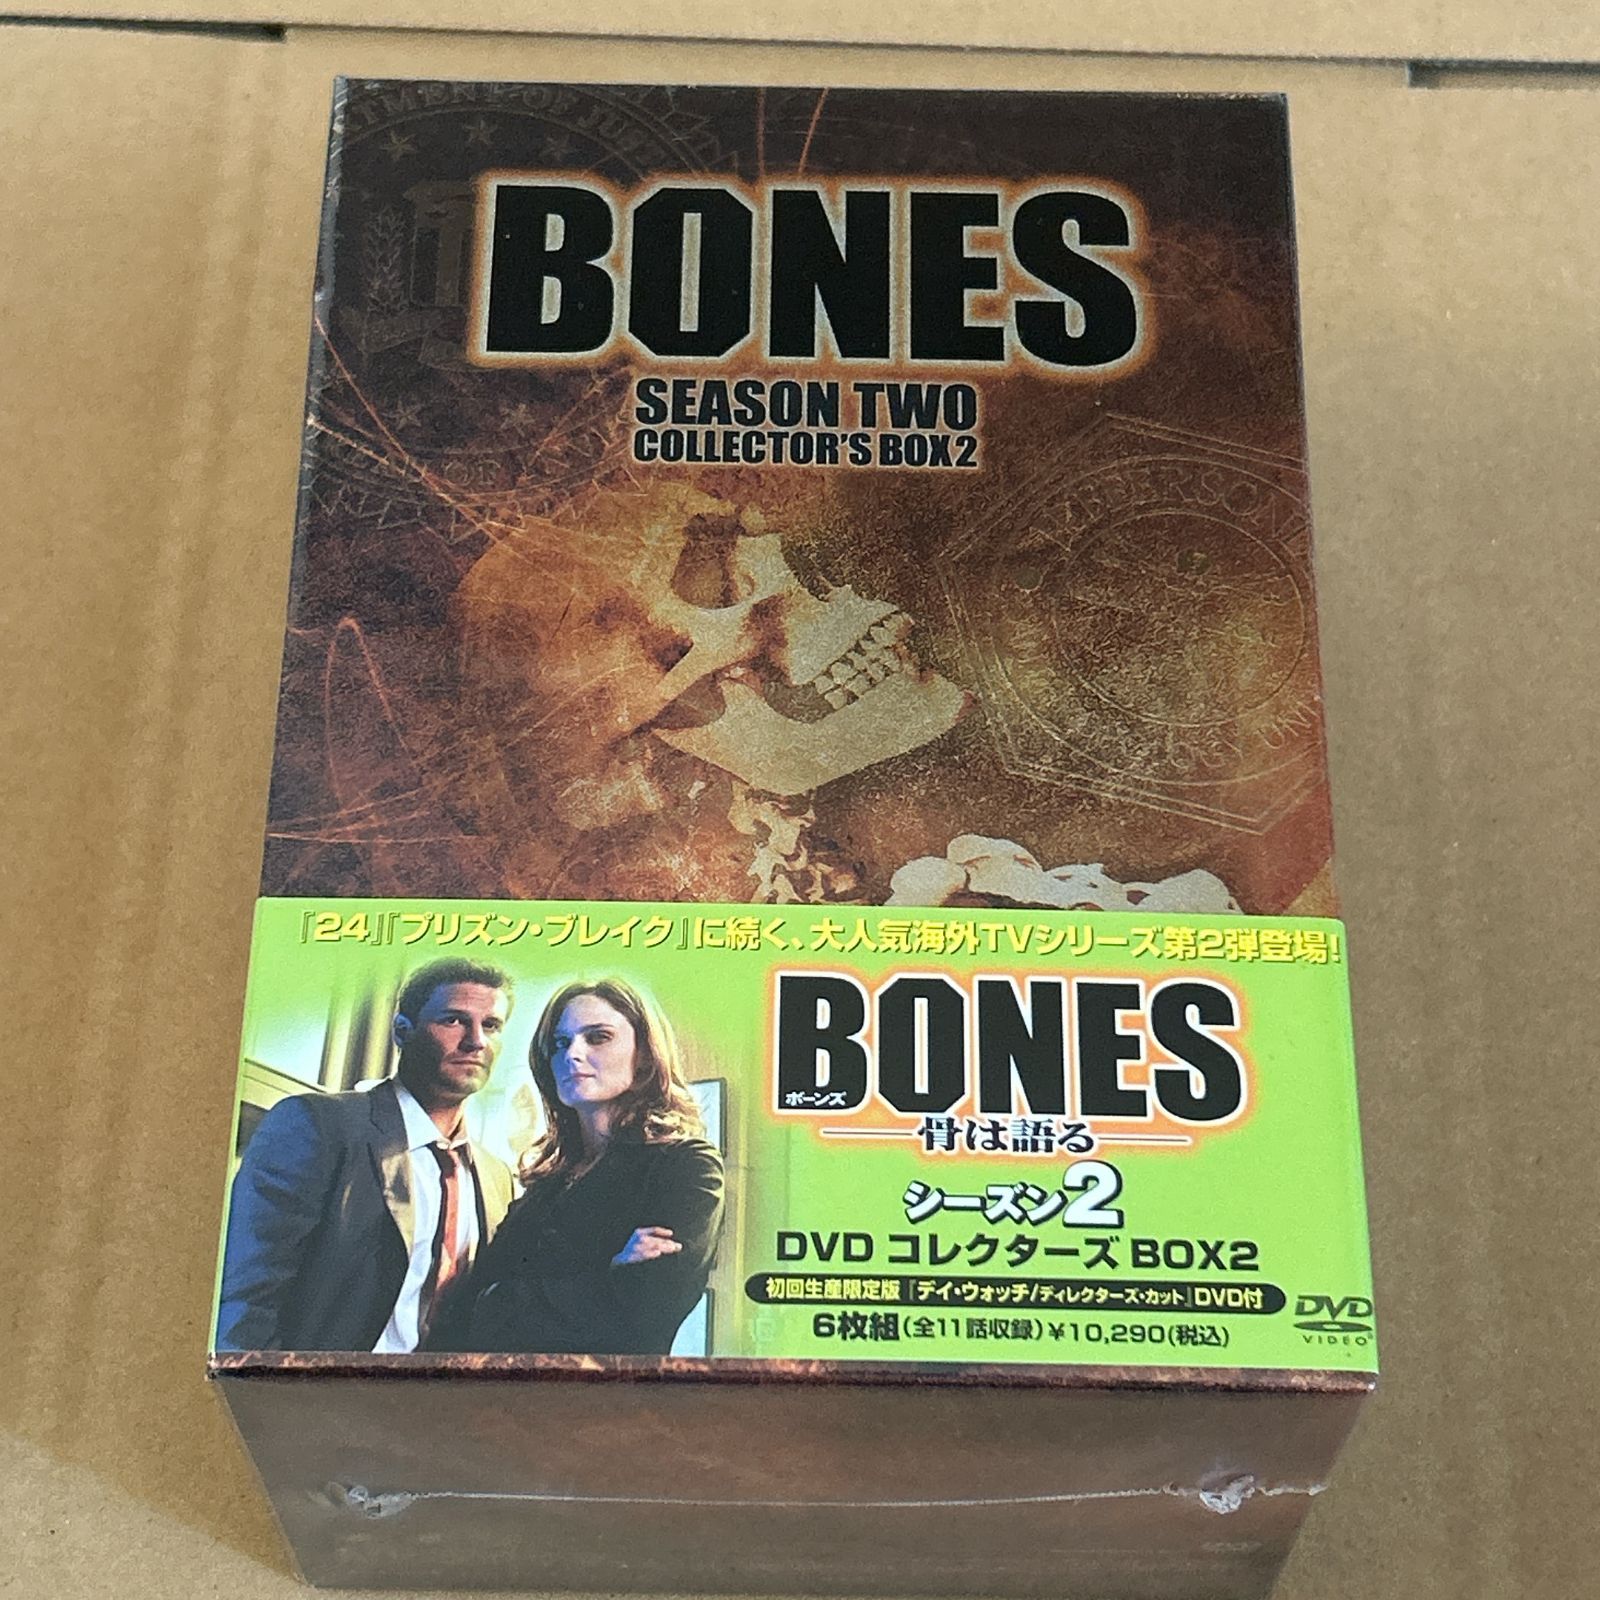 TMENT OF JUS
BONES
SEASON TWO
COLLECTOR'S BOX 2
『24』『プリズン・ブレイク』に続く、大人気海外TVシリーズ第2弾登場!
BONES
ボーンズ
骨は語る
シーズン2
DVD コレクターズ BOX2
初回生産限定版『デイ・ウォッチ/ディレクターズ・カット』DVD付
6枚組(全11話収録)¥10,290(税込)
DVD
VIDEO